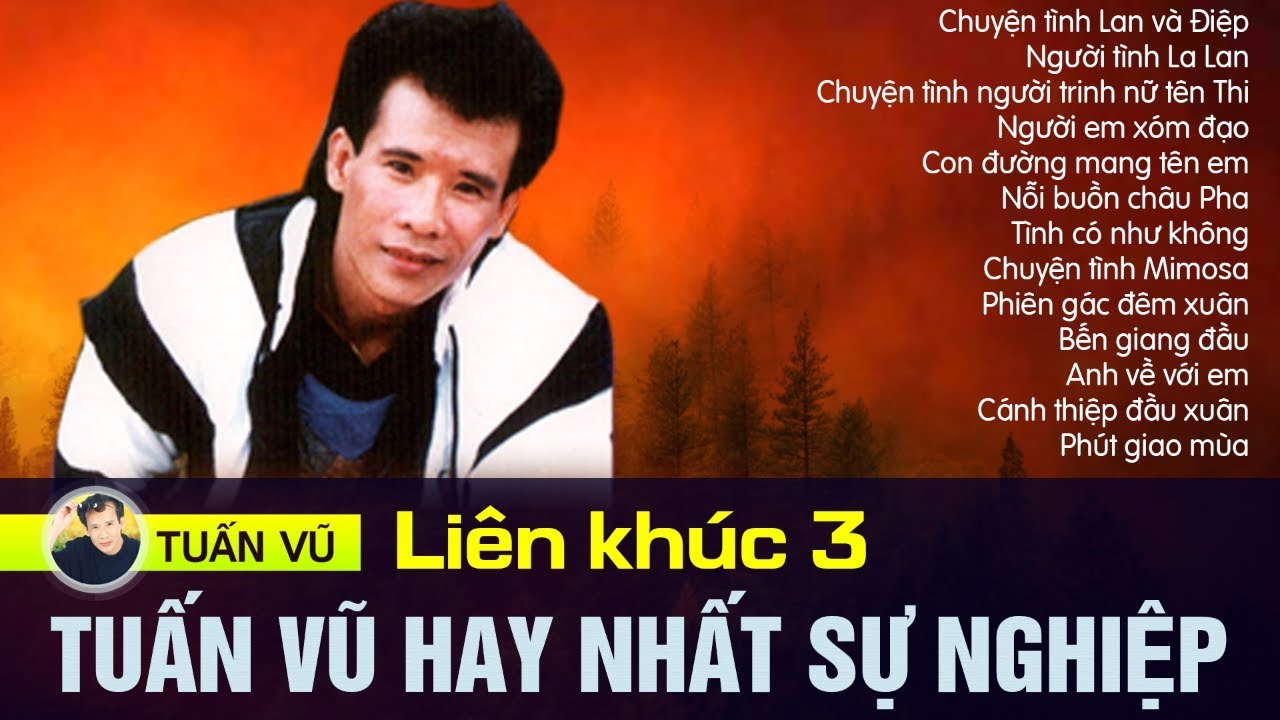 Chuyện tình Lan và Điệp
Người tình La Lan
Chuyện tình người trinh nữ tên Thi
Người em xóm đạo
Con đường mang tên em
Nỗi buồn châu Pha
Tình có như không
Chuyện tình Mimosa
Phiên gác đêm xuân
Bến giang đầu
Anh về với em
Cánh thiệp đầu xuân
Phút giao mùa
TUẤN VŨ
Liên khúc 3
TUẤN VŨ HAY NHẤT SỰ NGHIỆP